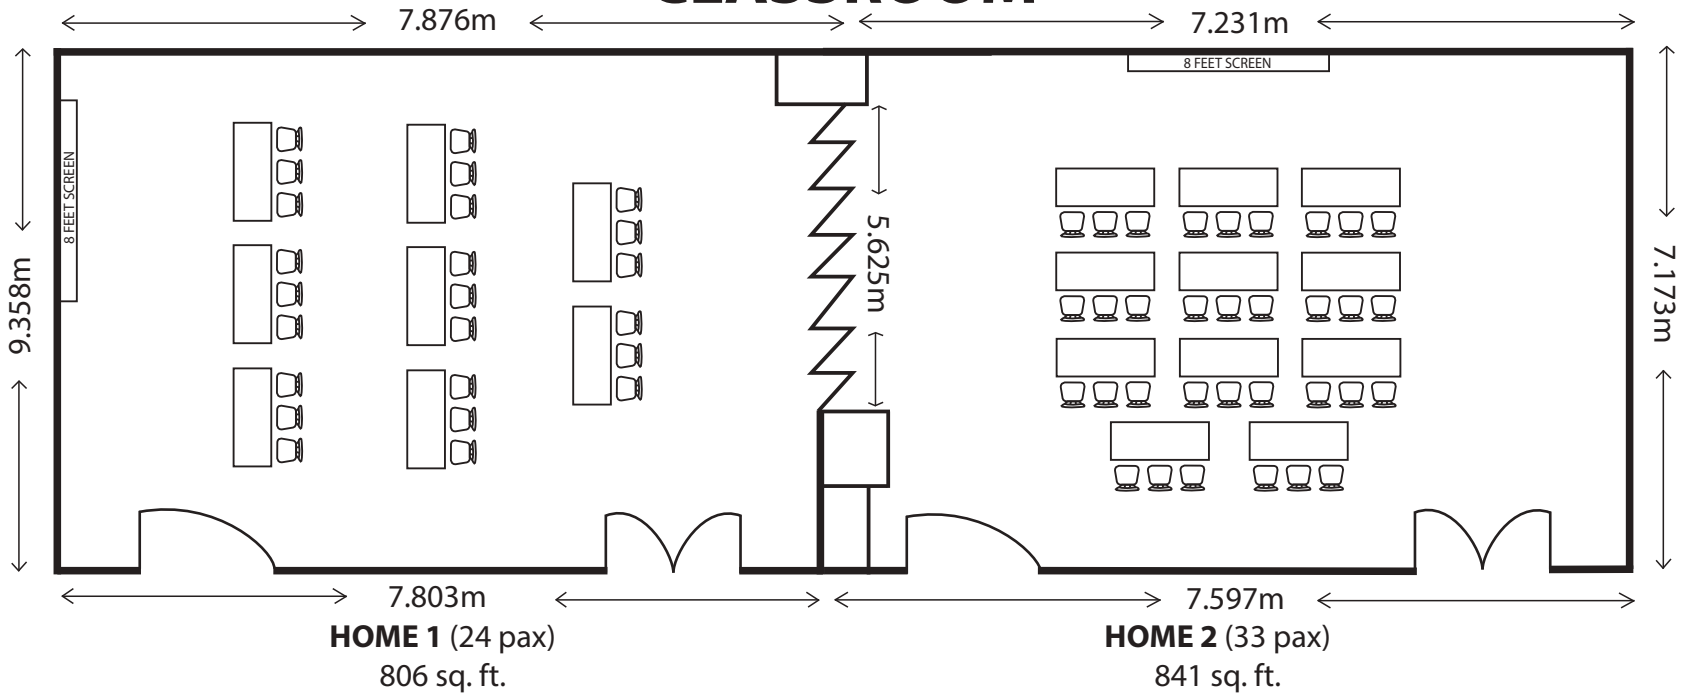 CLASSROOM
7.876m
7.231m
8 FEET SCREEN
8 FEET SCREEN
9.358m
5.625m
7.173m
7.803m
7.597m
HOME 1 (24 pax)
806 sq. ft.
HOME 2 (33 pax)
841 sq. ft.